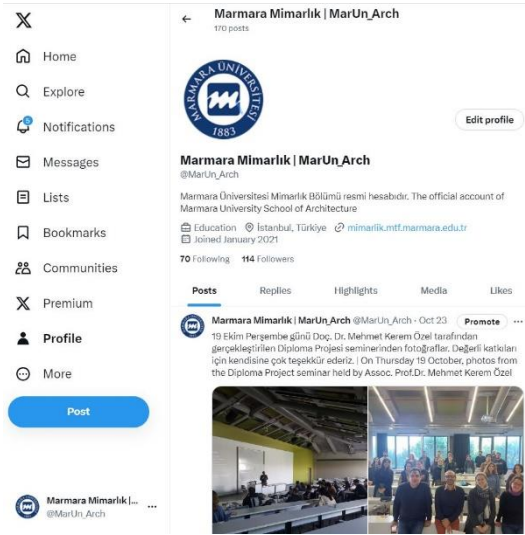 Home
Explore
5
Notifications
Messages
Lists
Bookmarks
Communities
Premium
Profile
More
Post
Marmara Mimarlık |...
@MarUn_Arch
Marmara Mimarlık | MarUn_Arch
170 posts
MARMARA ÜNİVERSİTESİ
1883
Edit profile
Marmara Mimarlık | MarUn_Arch
@MarUn_Arch
Marmara Üniversitesi Mimarlık Bölümü resmi hesabıdır. The official account of
Marmara University School of Architecture
Education İstanbul, Türkiye mimarlik.mtf.marmara.edu.tr
Joined January 2021
70 Following 114 Followers
Posts Replies Highlights Media Likes
Marmara Mimarlık | MarUn_Arch @MarUn_Arch · Oct 23 Promote ...
19 Ekim Perşembe günü Doç. Dr. Mehmet Kerem Özel tarafından
gerçekleştirilen Diploma Projesi seminerinden fotoğraflar. Değerli katkıları
için kendisine çok teşekkür ederiz. | On Thursday 19 October, photos from
the Diploma Project seminar held by Assoc. Prof.Dr. Mehmet Kerem Özel